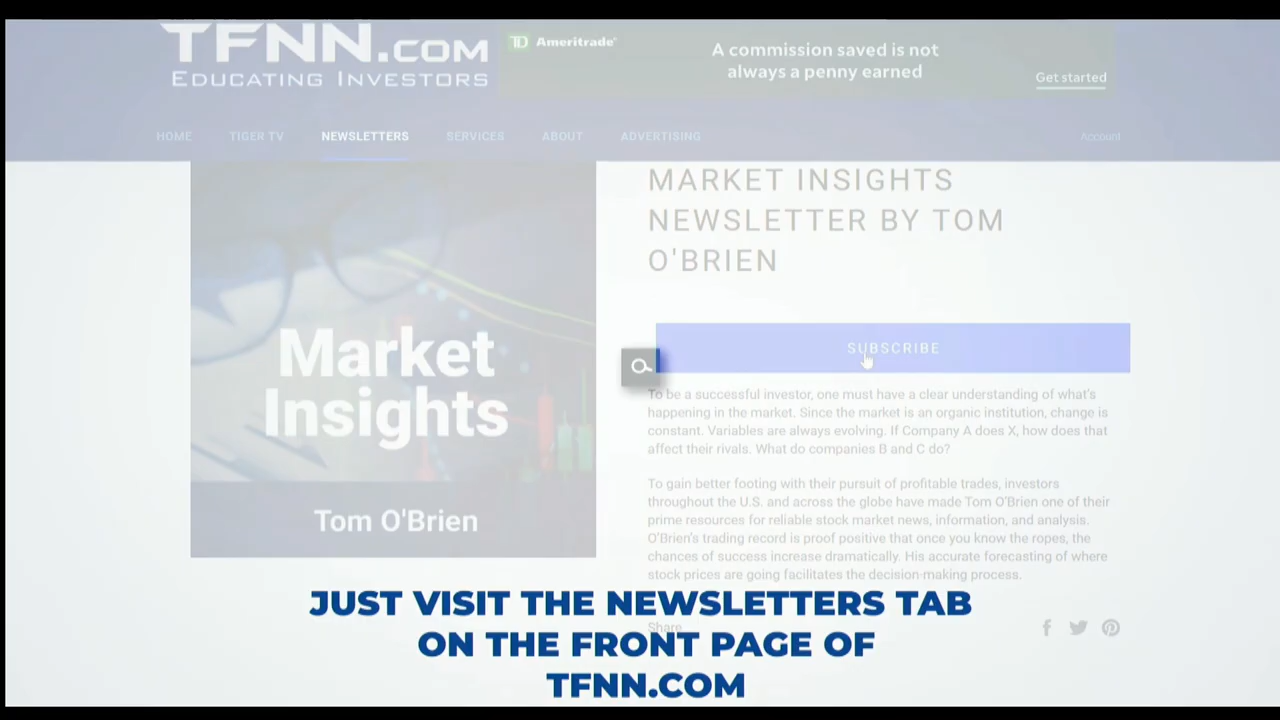 TFNN.COM
EDUCATING INVESTORS
TD Ameritrade®
A commission saved is not
always a penny earned
Get started
HOME TIGER TV NEWSLETTERS SERVICES ABOUT ADVERTISING Account
MARKET INSIGHTS
NEWSLETTER BY TOM
O'BRIEN
Market
Insights
Tom O'Brien
SUBSCRIBE
To be a successful investor, one must have a clear understanding of what's
happening in the market. Since the market is an organic institution, change is
constant. Variables are always evolving. If Company A does X, how does that
affect their rivals. What do companies B and C do?
To gain better footing with their pursuit of profitable trades, investors
throughout the U.S. and across the globe have made Tom O'Brien one of their
prime resources for reliable stock market news, information, and analysis.
O'Brien's trading record is proof positive that once you know the ropes, the
chances of success increase dramatically. His accurate forecasting of where
stock prices are going facilitates the decision-making process.
Share
JUST VISIT THE NEWSLETTERS TAB
ON THE FRONT PAGE OF
TFNN.COM